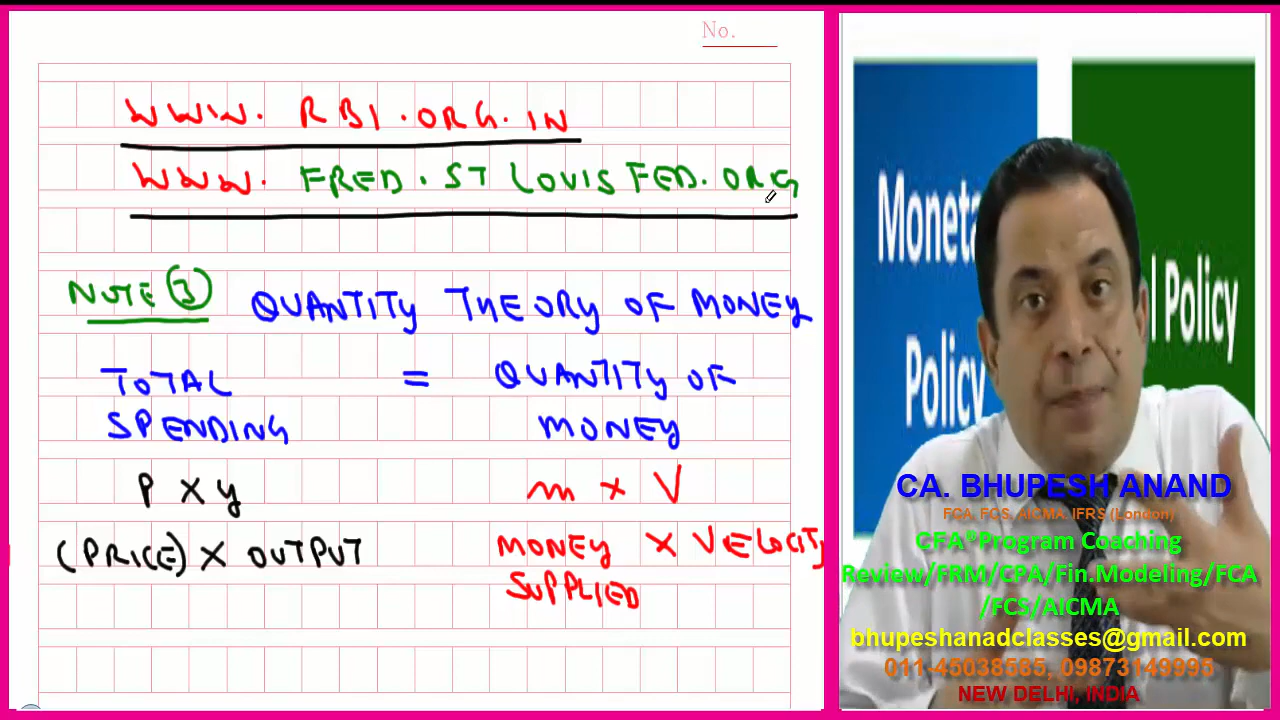 No.
WWW. RBI.ORG.IN
WWW. FRED.ST LOUIS FED.ORG
NOTE 3 QUANTITY THEORY OF MONEY
TOTAL = QUANTITY OF
SPENDING MONEY
P X y m x V
(PRICE) X OUTPUT MONEY X VELOCITY
SUPPLIED
Moneta
Policy
l Policy
CA. BHUPESH ANAND
FCA, FCS, AICMA, IFRS (London)
CFA®Program Coaching
Review/FRM/CPA/Fin.Modeling/FCA
/FCS/AICMA
bhupeshanadclasses@gmail.com
011-45038585, 09873149995
NEW DELHI, INDIA